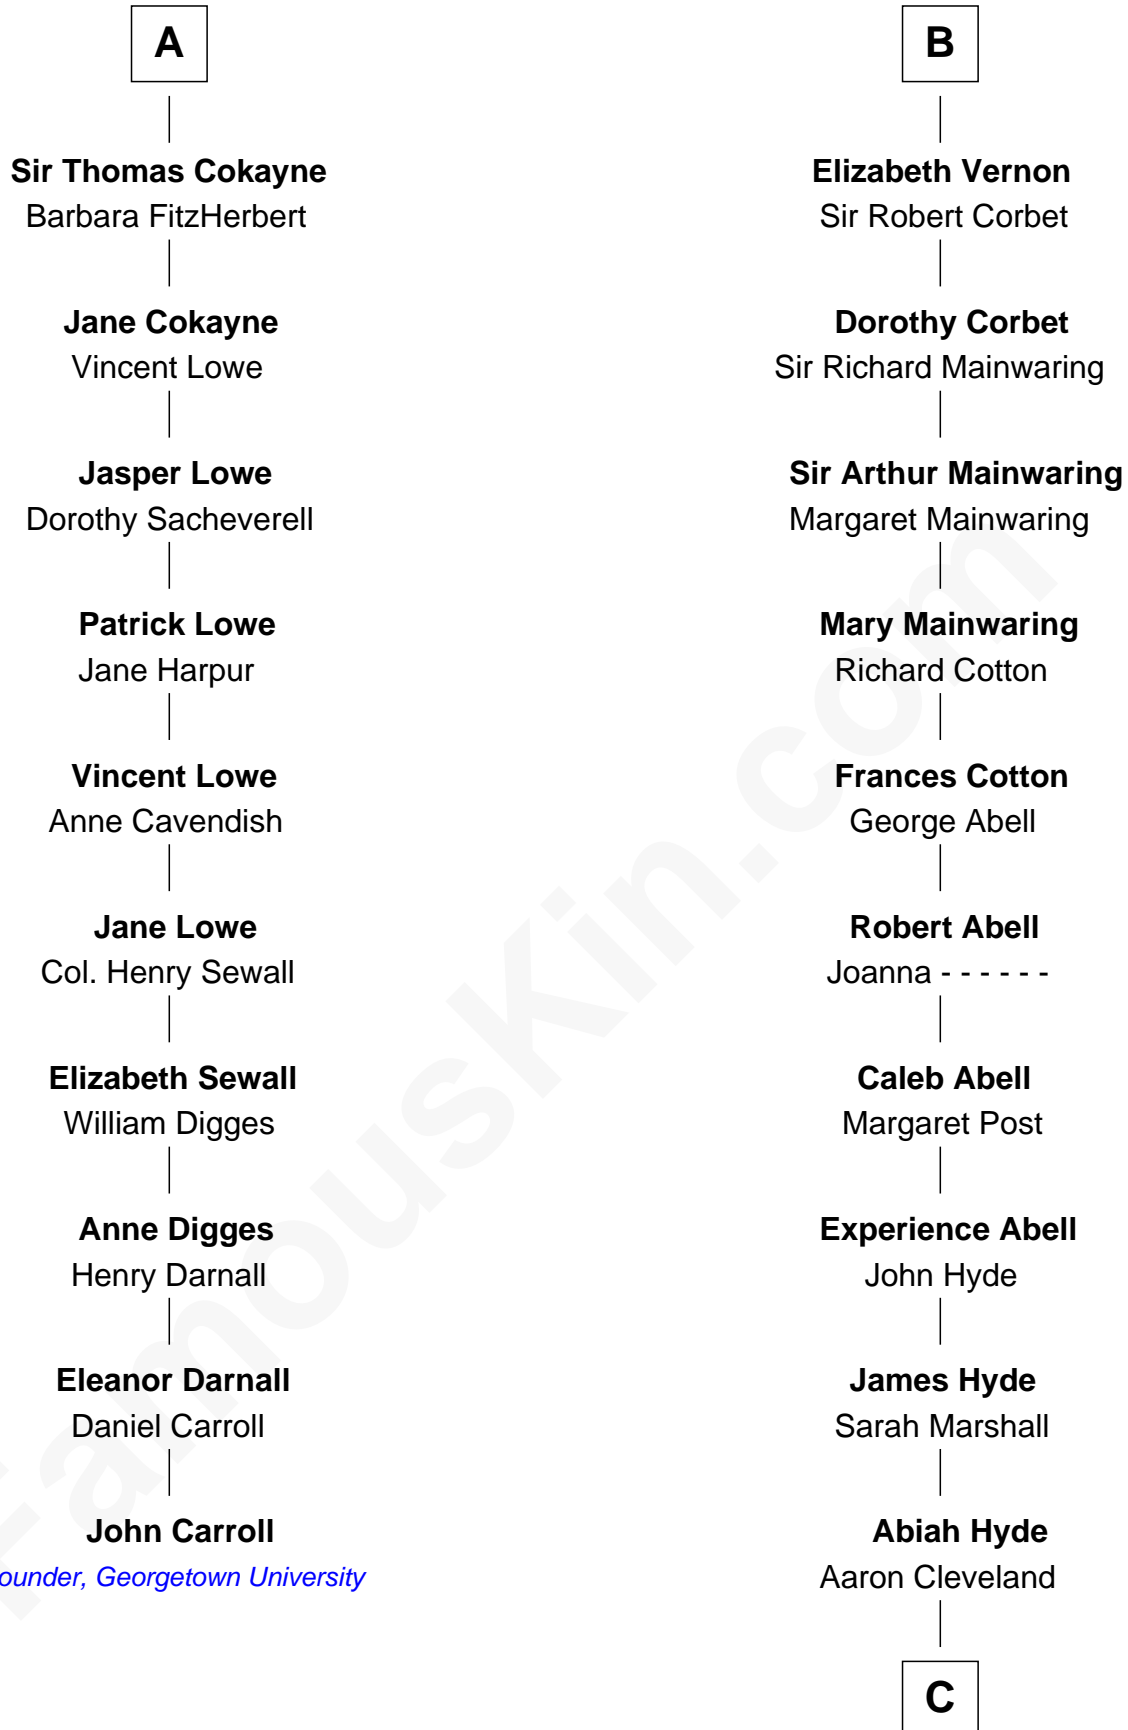 A
Sir Thomas Cokayne
Barbara FitzHerbert
Jane Cokayne
Vincent Lowe
Jasper Lowe
Dorothy Sacheverell
Patrick Lowe
Jane Harpur
Vincent Lowe
Anne Cavendish
Jane Lowe
Col. Henry Sewall
Elizabeth Sewall
William Digges
Anne Digges
Henry Darnall
Eleanor Darnall
Daniel Carroll
John Carroll
ounder, Georgetown University
B
Elizabeth Vernon
Sir Robert Corbet
Dorothy Corbet
Sir Richard Mainwaring
Sir Arthur Mainwaring
Margaret Mainwaring
Mary Mainwaring
Richard Cotton
Frances Cotton
George Abell
Robert Abell
Joanna - - - - - -
Caleb Abell
Margaret Post
Experience Abell
John Hyde
James Hyde
Sarah Marshall
Abiah Hyde
Aaron Cleveland
C
FamousKin.com